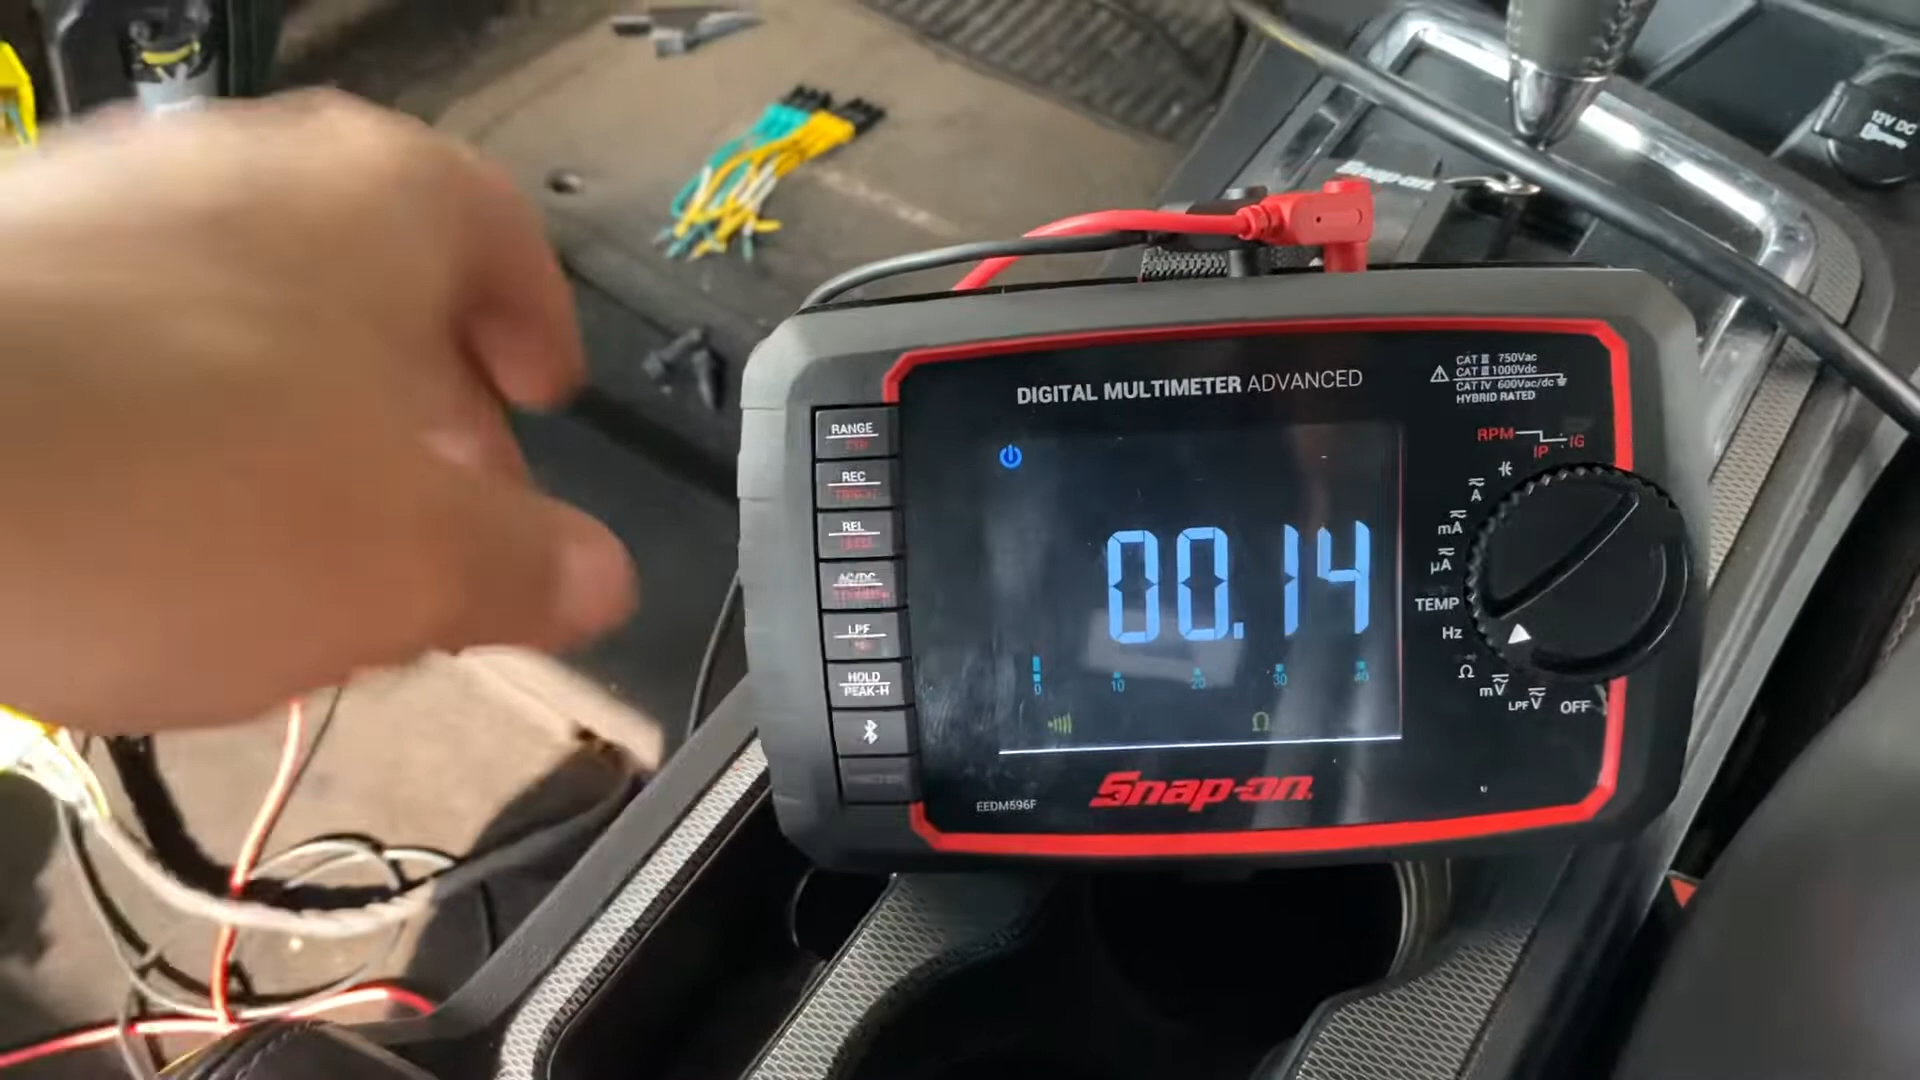 12V DC
Snap-on
DIGITAL MULTIMETER ADVANCED
CAT III 750Vac
CAT III 1000Vdc
CAT IV 600Vac/dc
HYBRID RATED
RANGE
REC
REL
AC/DC
LPF
HOLD
PEAK-H
00.14
0 10 20 30 40
Ω
RPM
IP
IG
A
mA
µA
TEMP
Hz
Ω
mV
LPF V
OFF
EEDM596F
Snap-on